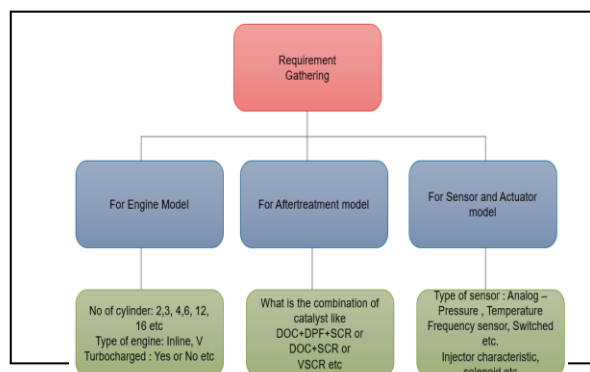 Requirement
Gathering
For Engine Model
For Aftertreatment model
For Sensor and Actuator
model
No of cylinder: 2,3, 4,6, 12,
16 etc
Type of engine: Inline, V
Turbocharged : Yes or No etc
What is the combination of
catalyst like
DOC+DPF+SCR or
DOC+SCR or
VSCR etc
Type of sensor : Analog –
Pressure , Temperature
Frequency sensor, Switched
etc.
Injector characteristic,
solenoid etc